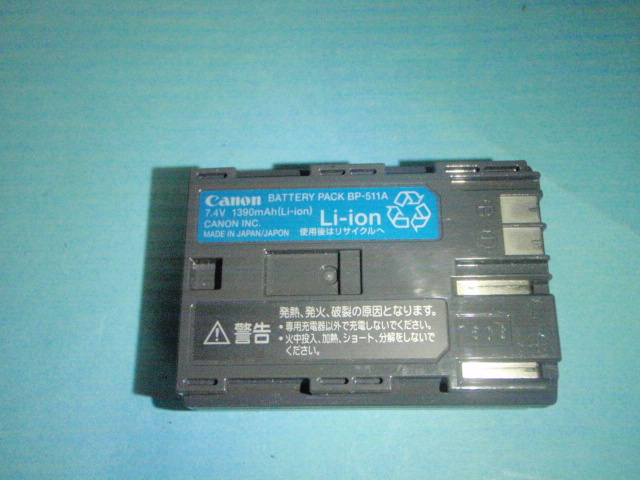 Canon BATTERY PACK BP-511A
7.4V 1390mAh(Li-ion)
CANON INC.
MADE IN JAPAN/JAPON
Li-ion
使用後はリサイクルへ
警告
発熱、発火、破裂の原因となります。
•専用充電器以外で充電しないでください。
•火中投入、加熱、ショート、分解をしないで
ください。